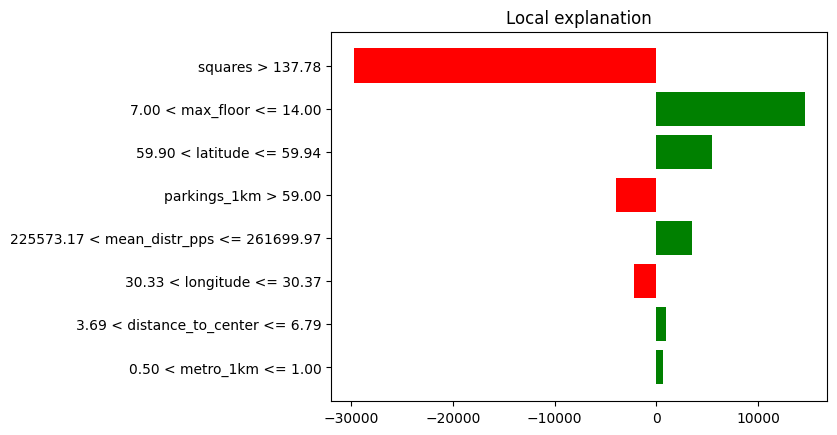 Local explanation
squares > 137.78
7.00 < max_floor <= 14.00
59.90 < latitude <= 59.94
parkings_1km > 59.00
225573.17 < mean_distr_pps <= 261699.97
30.33 < longitude <= 30.37
3.69 < distance_to_center <= 6.79
0.50 < metro_1km <= 1.00
−30000 −20000 −10000 0 10000